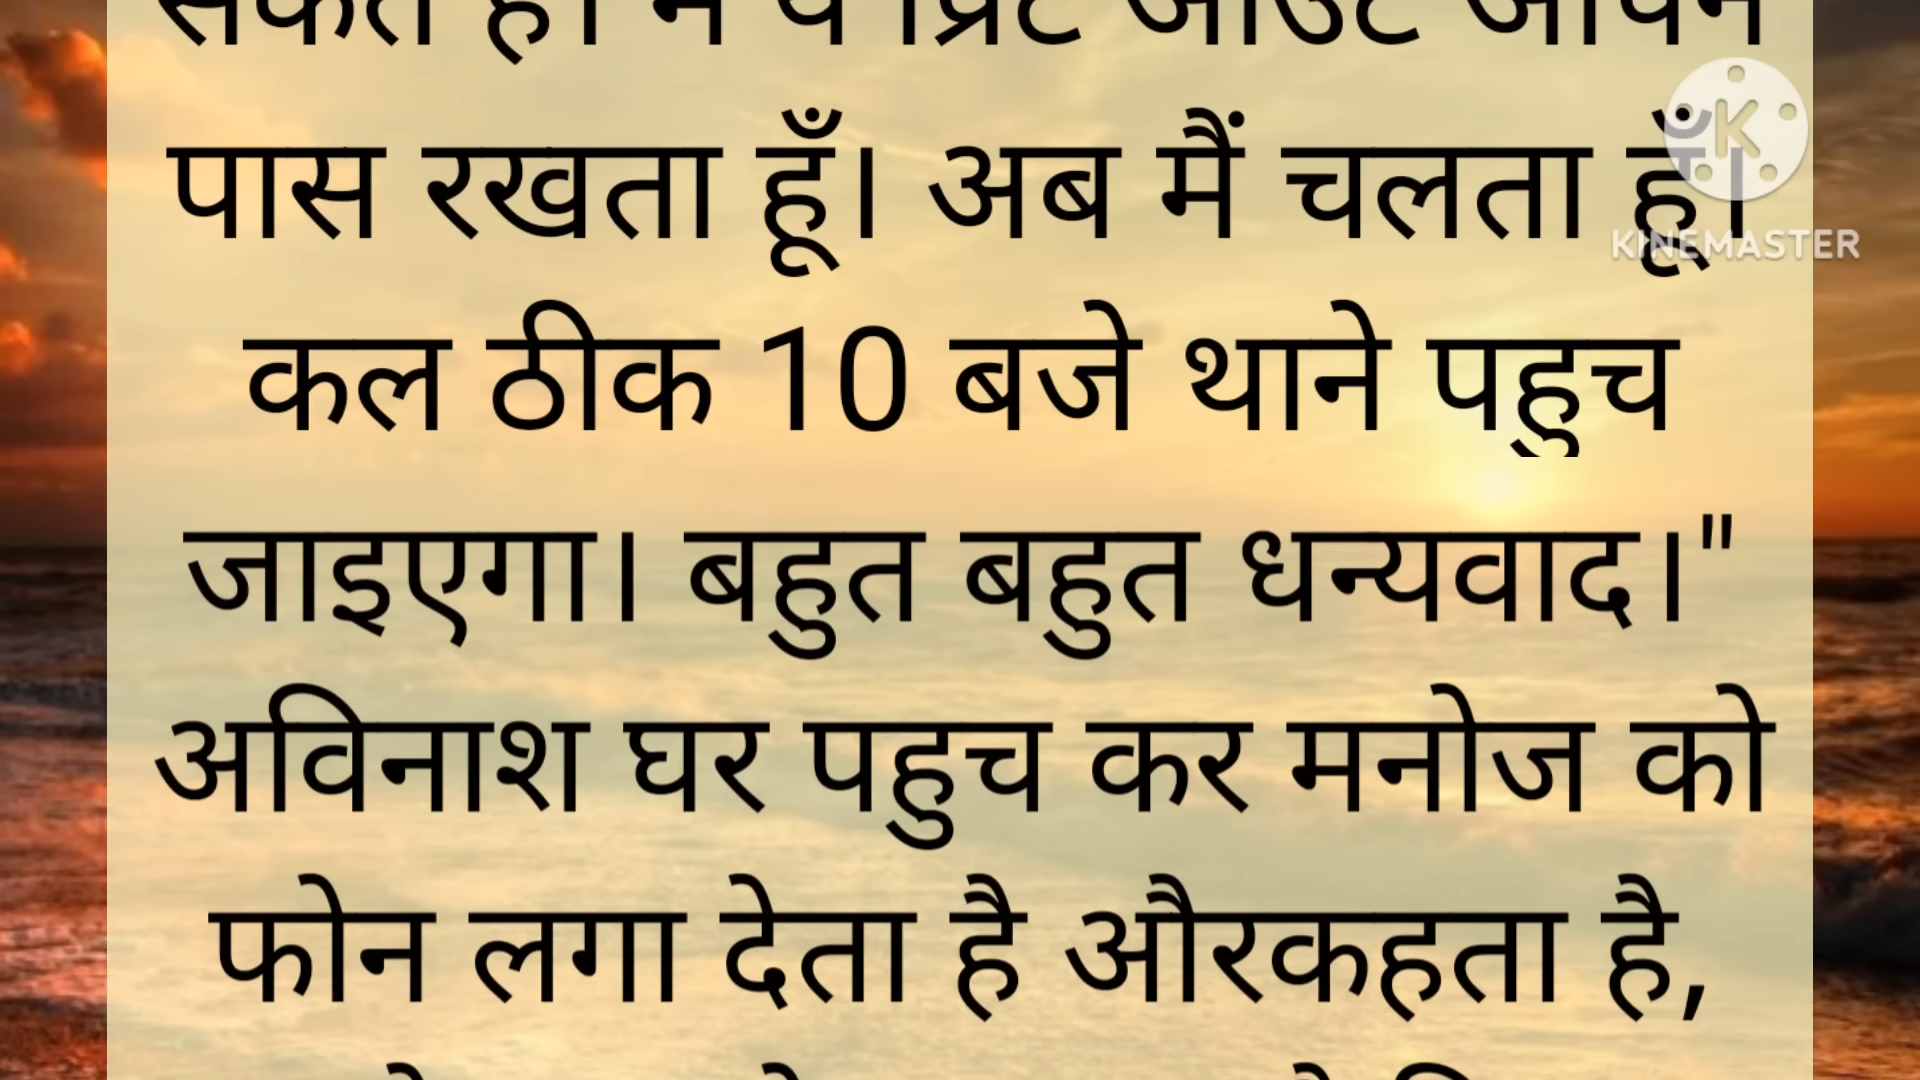 पास रखता हूँ। अब मैं चलता हूँ।
KINEMASTER
कल ठीक 10 बजे थाने पहुच
जाइएगा। बहुत बहुत धन्यवाद।"
अविनाश घर पहुच कर मनोज को
फोन लगा देता है औरकहता है,